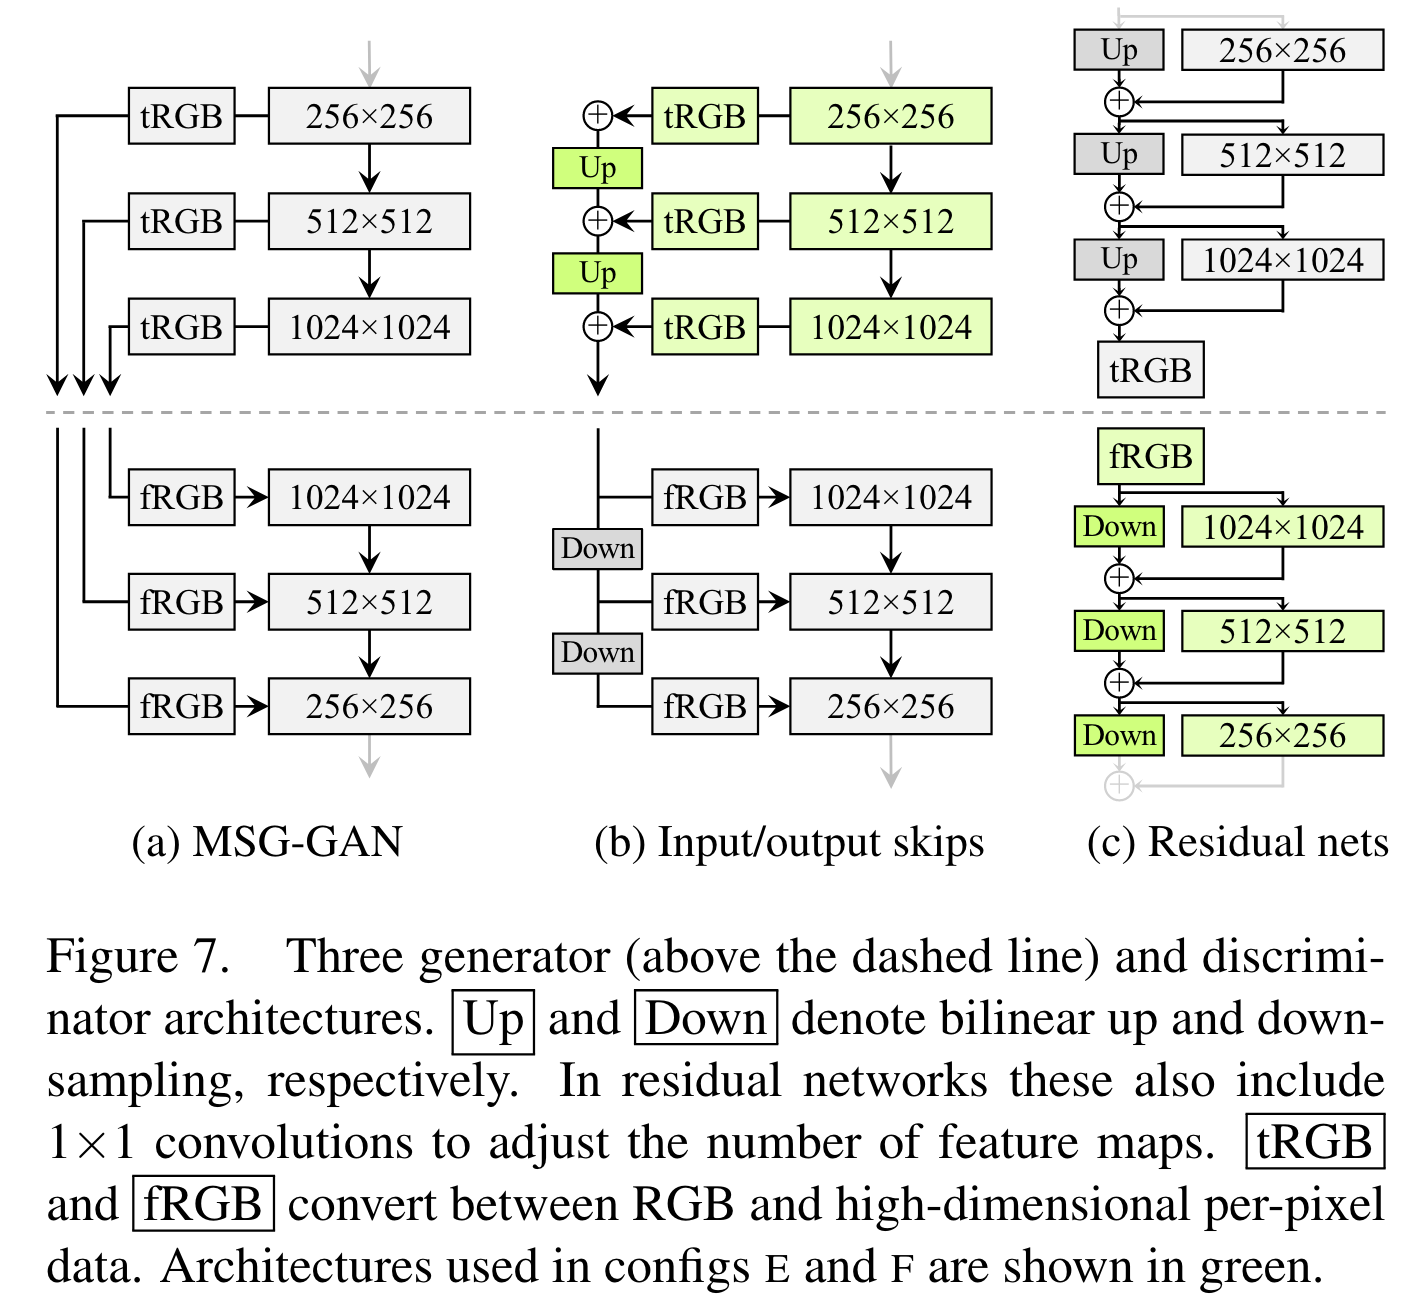 tRGB 256×256
tRGB 512×512
tRGB 1024×1024
fRGB 1024×1024
fRGB 512×512
fRGB 256×256
(a) MSG-GAN
tRGB 256×256
Up
tRGB 512×512
Up
tRGB 1024×1024
fRGB 1024×1024
Down
fRGB 512×512
Down
fRGB 256×256
(b) Input/output skips
Up 256×256
Up 512×512
Up 1024×1024
tRGB
fRGB
Down 1024×1024
Down 512×512
Down 256×256
(c) Residual nets
Figure 7. Three generator (above the dashed line) and discrimi-
nator architectures. Up and Down denote bilinear up and down-
sampling, respectively. In residual networks these also include
1×1 convolutions to adjust the number of feature maps. tRGB
and fRGB convert between RGB and high-dimensional per-pixel
data. Architectures used in configs E and F are shown in green.